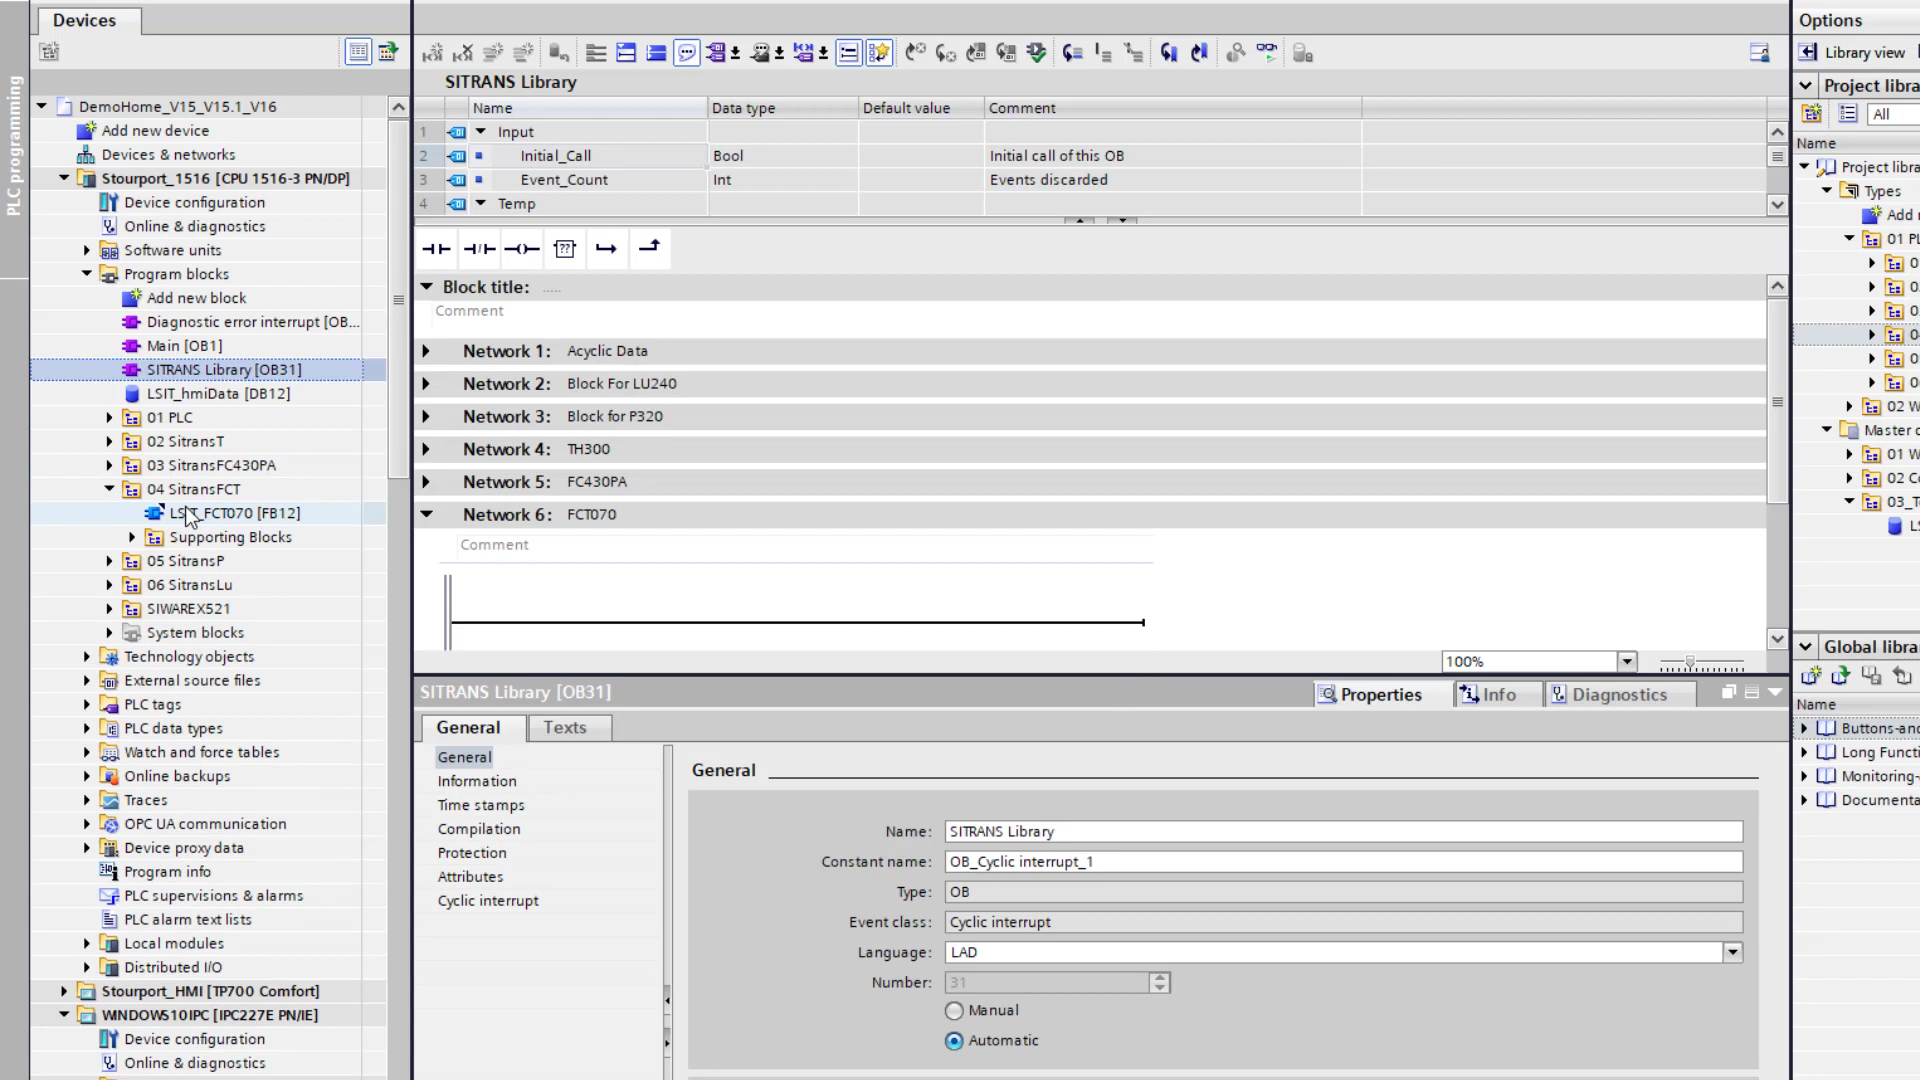 Devices
PLC programming
DemoHome_V15_V15.1_V16
Add new device
Devices & networks
Stourport_1516 [CPU 1516-3 PN/DP]
Device configuration
Online & diagnostics
Software units
Program blocks
Add new block
Diagnostic error interrupt [OB...
Main [OB1]
SITRANS Library [OB31]
LSIT_hmiData [DB12]
01 PLC
02 SitransT
03 SitransFC430PA
04 SitransFCT
LSIT_FCT070 [FB12]
Supporting Blocks
05 SitransP
06 SitransLu
SIWAREX521
System blocks
Technology objects
External source files
PLC tags
PLC data types
Watch and force tables
Online backups
Traces
OPC UA communication
Device proxy data
Program info
PLC supervisions & alarms
PLC alarm text lists
Local modules
Distributed I/O
Stourport_HMI [TP700 Comfort]
WINDOWS10IPC [IPC227E PN/IE]
Device configuration
Online & diagnostics
SITRANS Library
Name Data type Default value Comment
1 Input
2 Initial_Call Bool Initial call of this OB
3 Event_Count Int Events discarded
4 Temp
??
Block title: .....
Comment
Network 1: Acyclic Data
Network 2: Block For LU240
Network 3: Block for P320
Network 4: TH300
Network 5: FC430PA
Network 6: FCT070
Comment
100%
SITRANS Library [OB31]
Properties Info Diagnostics
General Texts
General
Information
Time stamps
Compilation
Protection
Attributes
Cyclic interrupt
General
Name: SITRANS Library
Constant name: OB_Cyclic interrupt_1
Type: OB
Event class: Cyclic interrupt
Language: LAD
Number: 31
Manual
Automatic
Options
Library view
Project libra
All
Name
Project libra
Types
Add
01 PL
02 W
Master c
01 W
02 Co
03_T
Global libra
Name
Buttons-and
Long Functi
Monitoring-
Documenta